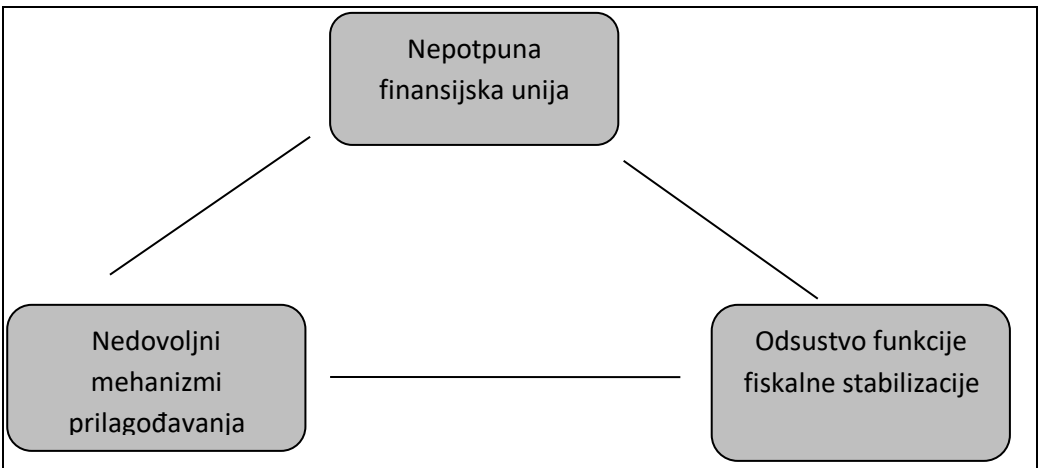 Nepotpuna
finansijska unija
Nedovoljni
mehanizmi
prilagođavanja
Odsustvo funkcije
fiskalne stabilizacije